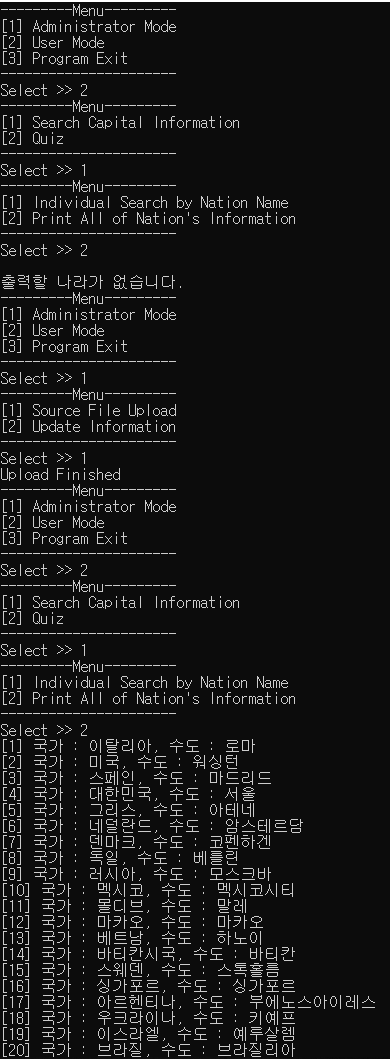 ---------Menu---------
[1] Administrator Mode
[2] User Mode
[3] Program Exit
----------------------
Select >> 2
---------Menu---------
[1] Search Capital Information
[2] Quiz
----------------------
Select >> 1
---------Menu---------
[1] Individual Search by Nation Name
[2] Print All of Nation's Information
----------------------
Select >> 2
출력할 나라가 없습니다.
---------Menu---------
[1] Administrator Mode
[2] User Mode
[3] Program Exit
----------------------
Select >> 1
---------Menu---------
[1] Source File Upload
[2] Update Information
----------------------
Select >> 1
Upload Finished
---------Menu---------
[1] Administrator Mode
[2] User Mode
[3] Program Exit
----------------------
Select >> 2
---------Menu---------
[1] Search Capital Information
[2] Quiz
----------------------
Select >> 1
---------Menu---------
[1] Individual Search by Nation Name
[2] Print All of Nation's Information
----------------------
Select >> 2
[1] 국가 : 이탈리아, 수도 : 로마
[2] 국가 : 미국, 수도 : 워싱턴
[3] 국가 : 스페인, 수도 : 마드리드
[4] 국가 : 대한민국, 수도 : 서울
[5] 국가 : 그리스, 수도 : 아테네
[6] 국가 : 네덜란드, 수도 : 암스테르담
[7] 국가 : 덴마크, 수도 : 코펜하겐
[8] 국가 : 독일, 수도 : 베를린
[9] 국가 : 러시아, 수도 : 모스크바
[10] 국가 : 멕시코, 수도 : 멕시코시티
[11] 국가 : 몰디브, 수도 : 말레
[12] 국가 : 마카오, 수도 : 마카오
[13] 국가 : 베트남, 수도 : 하노이
[14] 국가 : 바티칸시국, 수도 : 바티칸
[15] 국가 : 스웨덴, 수도 : 스톡홀름
[16] 국가 : 싱가포르, 수도 : 싱가포르
[17] 국가 : 아르헨티나, 수도 : 부에노스아이레스
[18] 국가 : 우크라이나, 수도 : 키예프
[19] 국가 : 이스라엘, 수도 : 예루살렘
[20] 국가 : 브라질, 수도 : 브라질리아